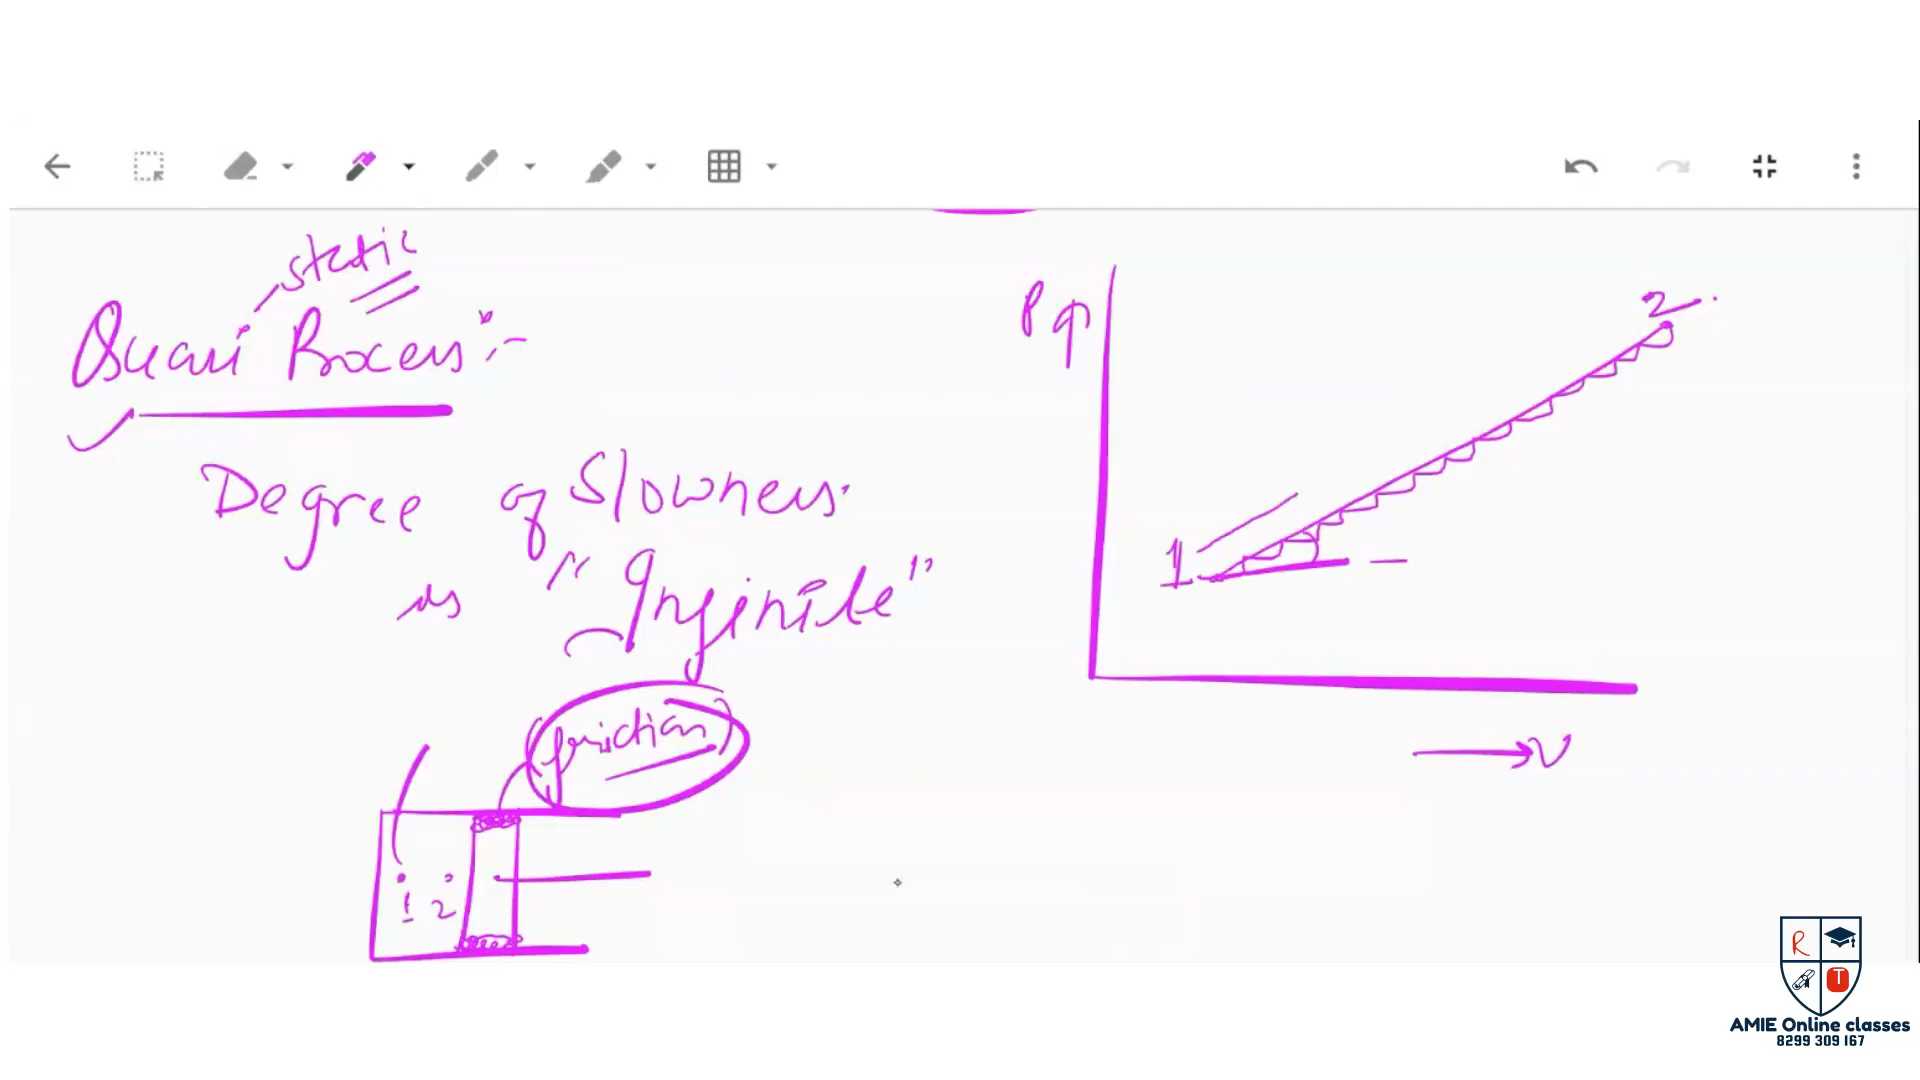 static
Quasi Process :-
Degree of Slowness.
is "Infinite"
(friction)
1 2
P
2
1
V
R
T
AMIE Online classes
8299 309 167